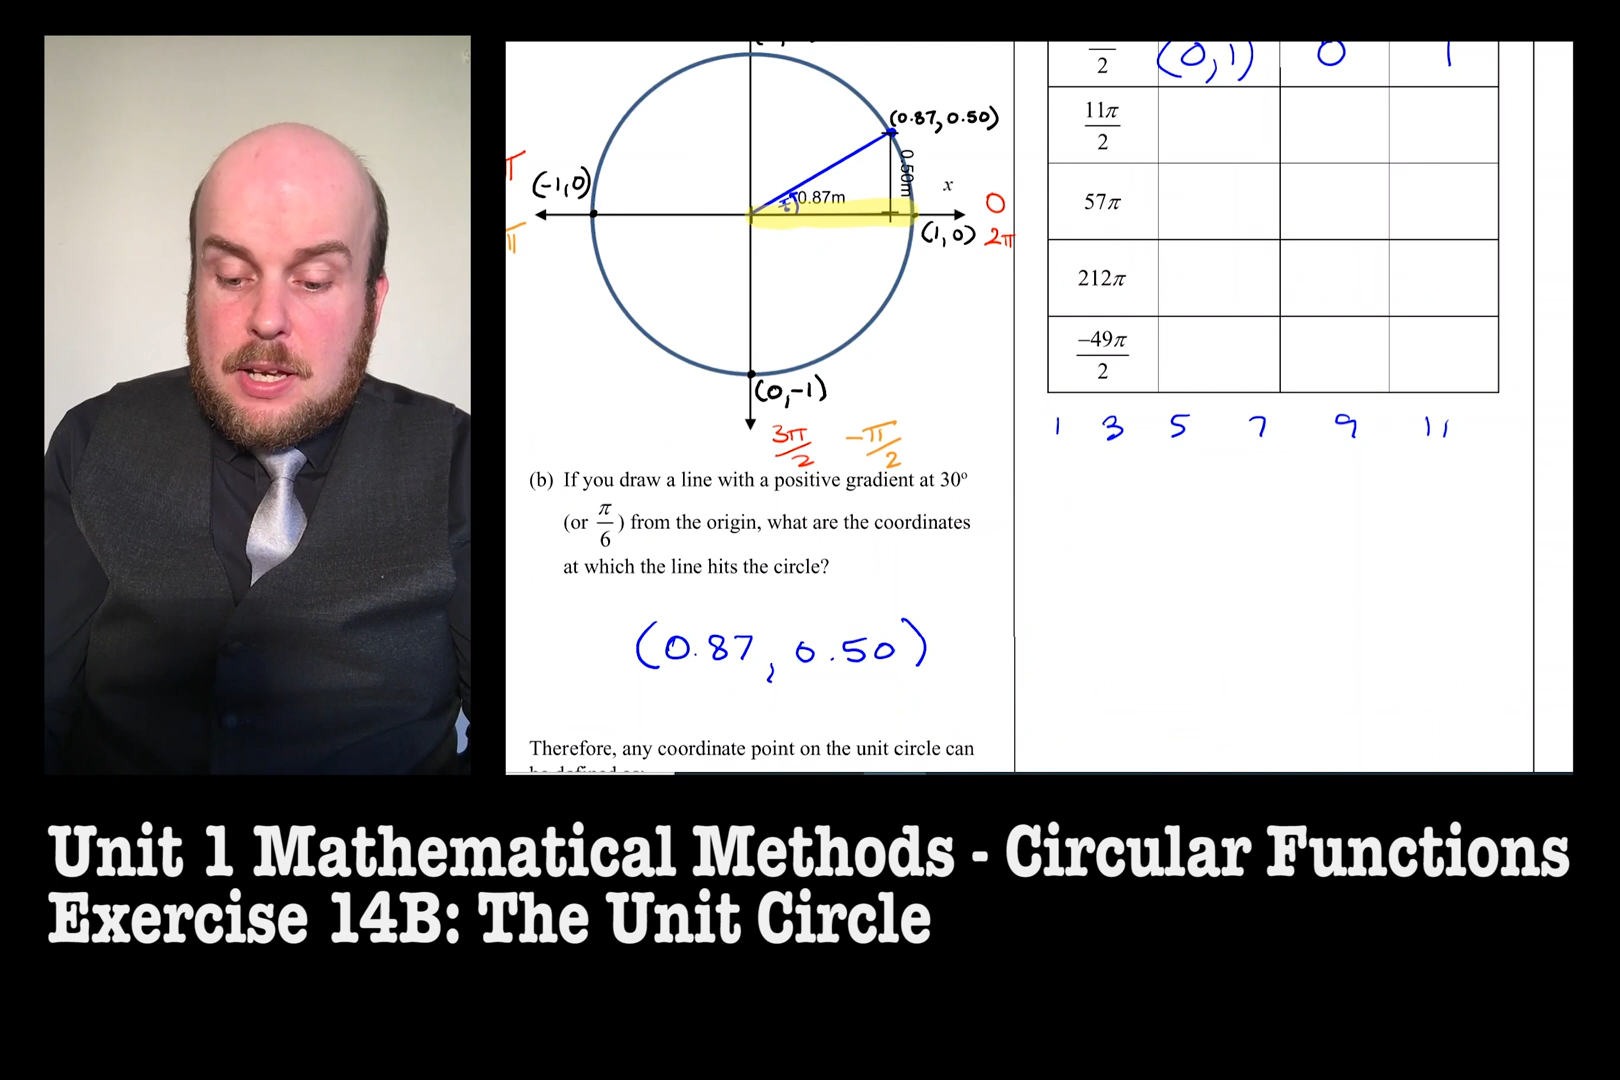 (0.87, 0.50)
0.50m
0.87m
x
(-1,0)
π
π
0
(1,0) 2π
(0,-1)
3π/2 -π/2
(b) If you draw a line with a positive gradient at 30°
(or π/6) from the origin, what are the coordinates
at which the line hits the circle?
(0.87, 0.50)
Therefore, any coordinate point on the unit circle can
2 (0,1) 0 1
11π/2
57π
212π
-49π/2
1 3 5 7 9 11
Unit 1 Mathematical Methods - Circular Functions
Exercise 14B: The Unit Circle